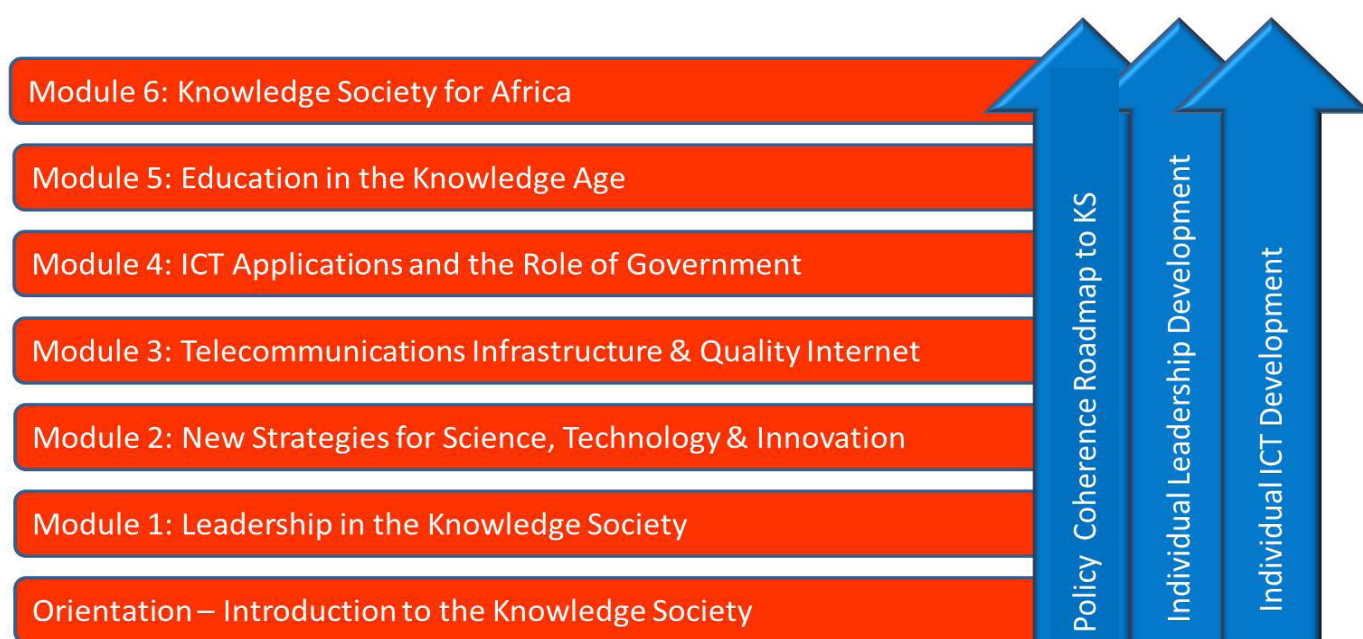 Module 6: Knowledge Society for Africa
Module 5: Education in the Knowledge Age
Module 4: ICT Applications and the Role of Government
Module 3: Telecommunications Infrastructure & Quality Internet
Module 2: New Strategies for Science, Technology & Innovation
Module 1: Leadership in the Knowledge Society
Orientation – Introduction to the Knowledge Society
Policy Coherence Roadmap to KS
Individual Leadership Development
Individual ICT Development